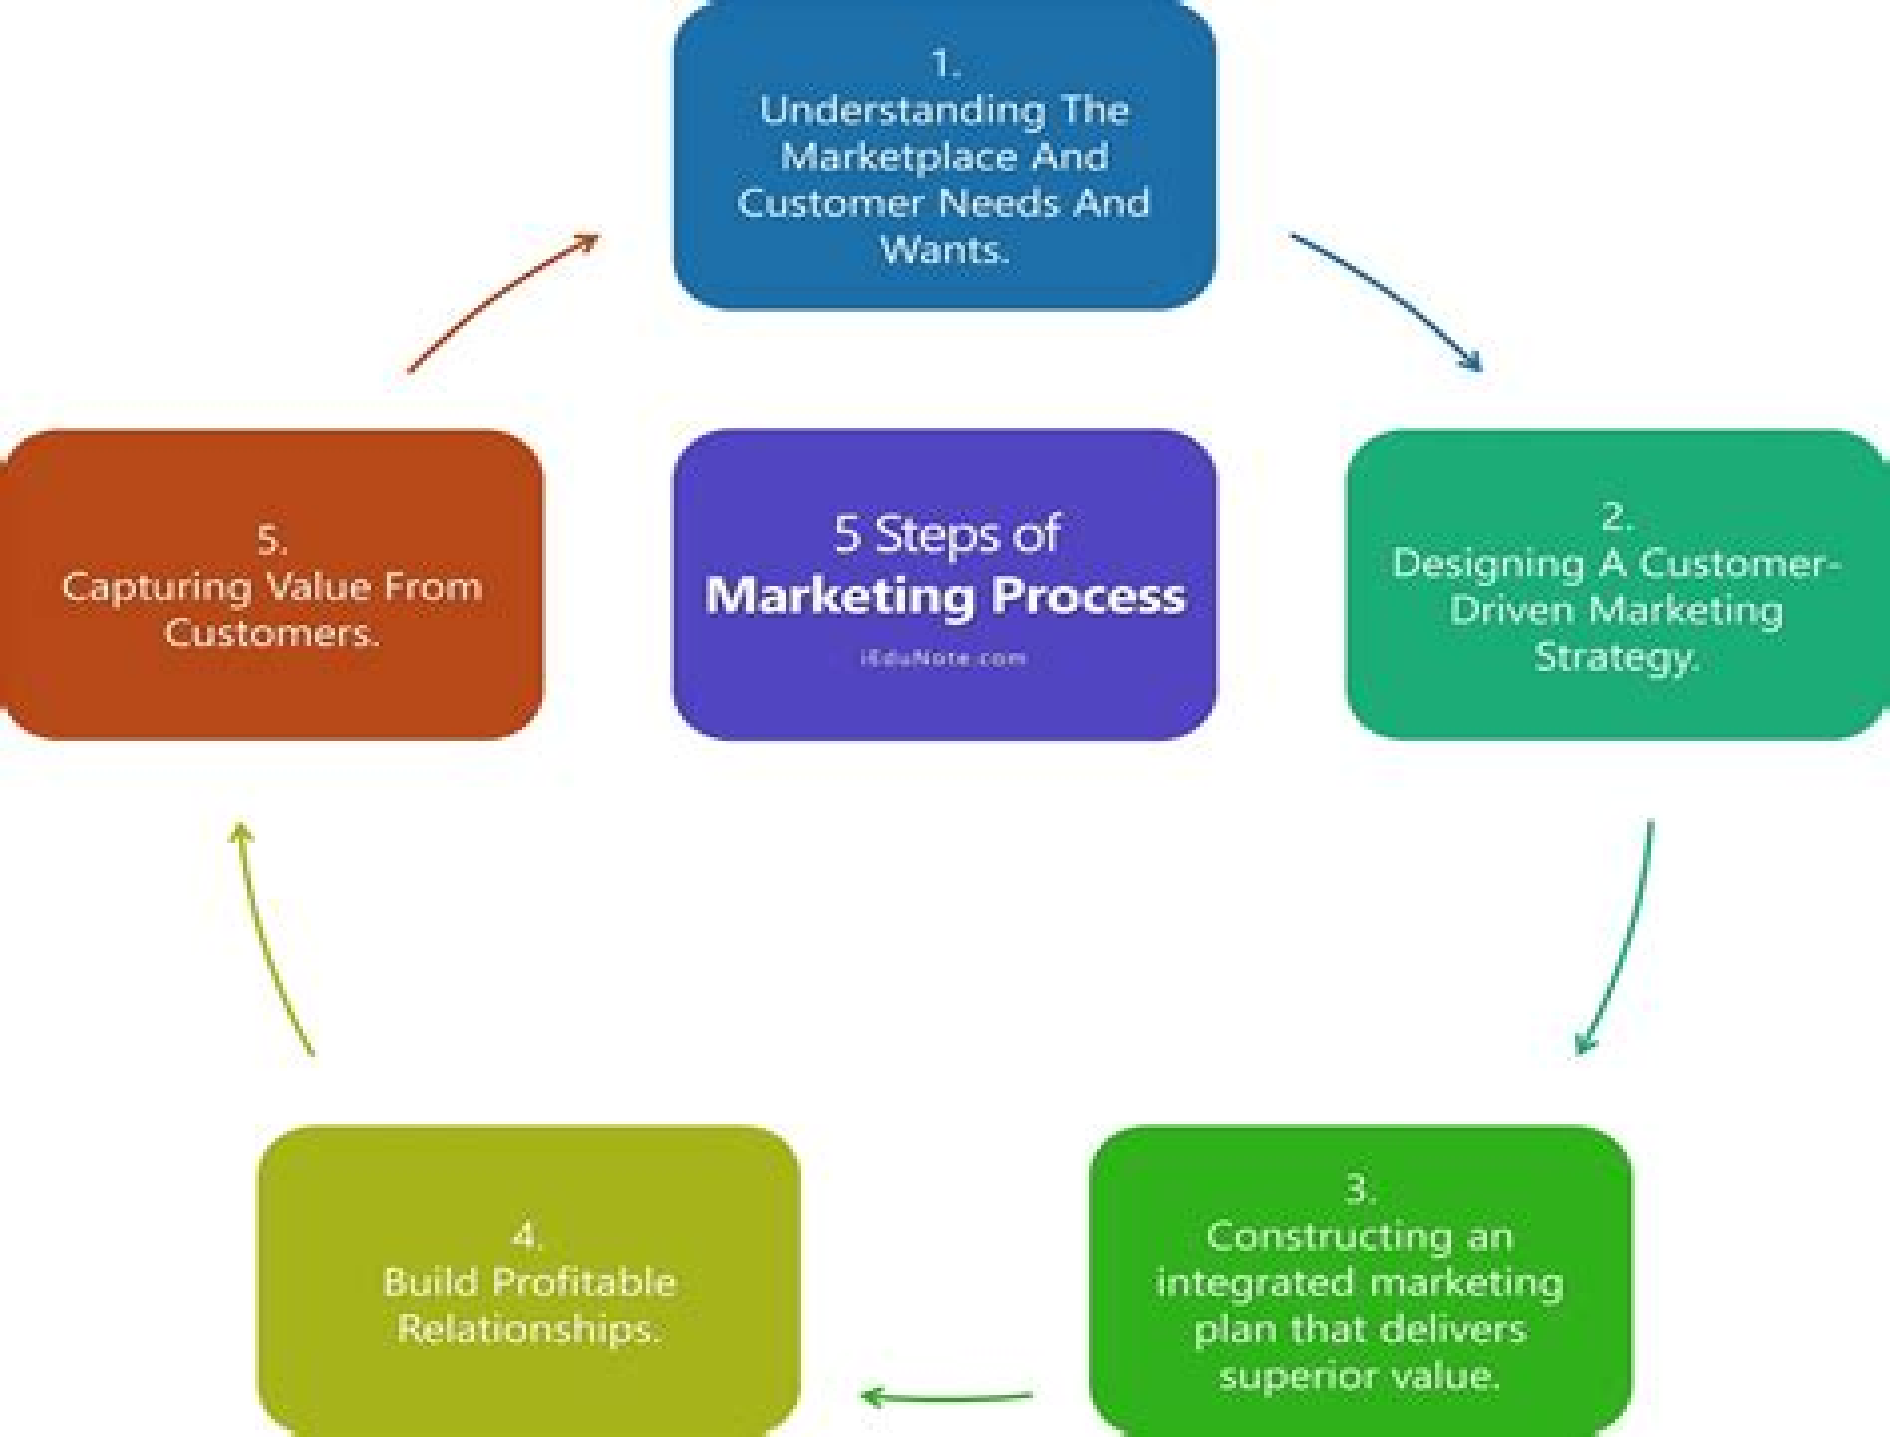 1.
Understanding The
Marketplace And
Customer Needs And
Wants.
5 Steps of
Marketing Process
iEduNote.com
2.
Designing A Customer-
Driven Marketing
Strategy.
3.
Constructing an
integrated marketing
plan that delivers
superior value.
4.
Build Profitable
Relationships.
5.
Capturing Value From
Customers.